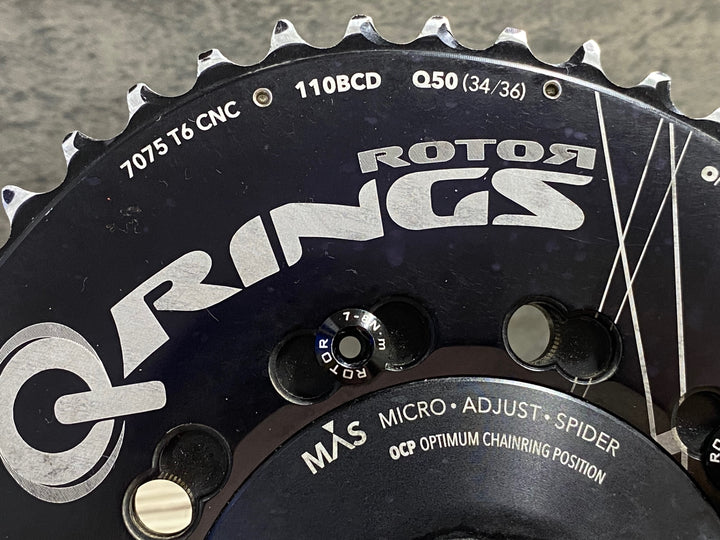 7075 T6 CNC
110BCD
Q50 (34/36)
ROTOR
Q RINGS
7-8 N·m
ROTOR
MAS MICRO · ADJUST · SPIDER
OCP OPTIMUM CHAINRING POSITION